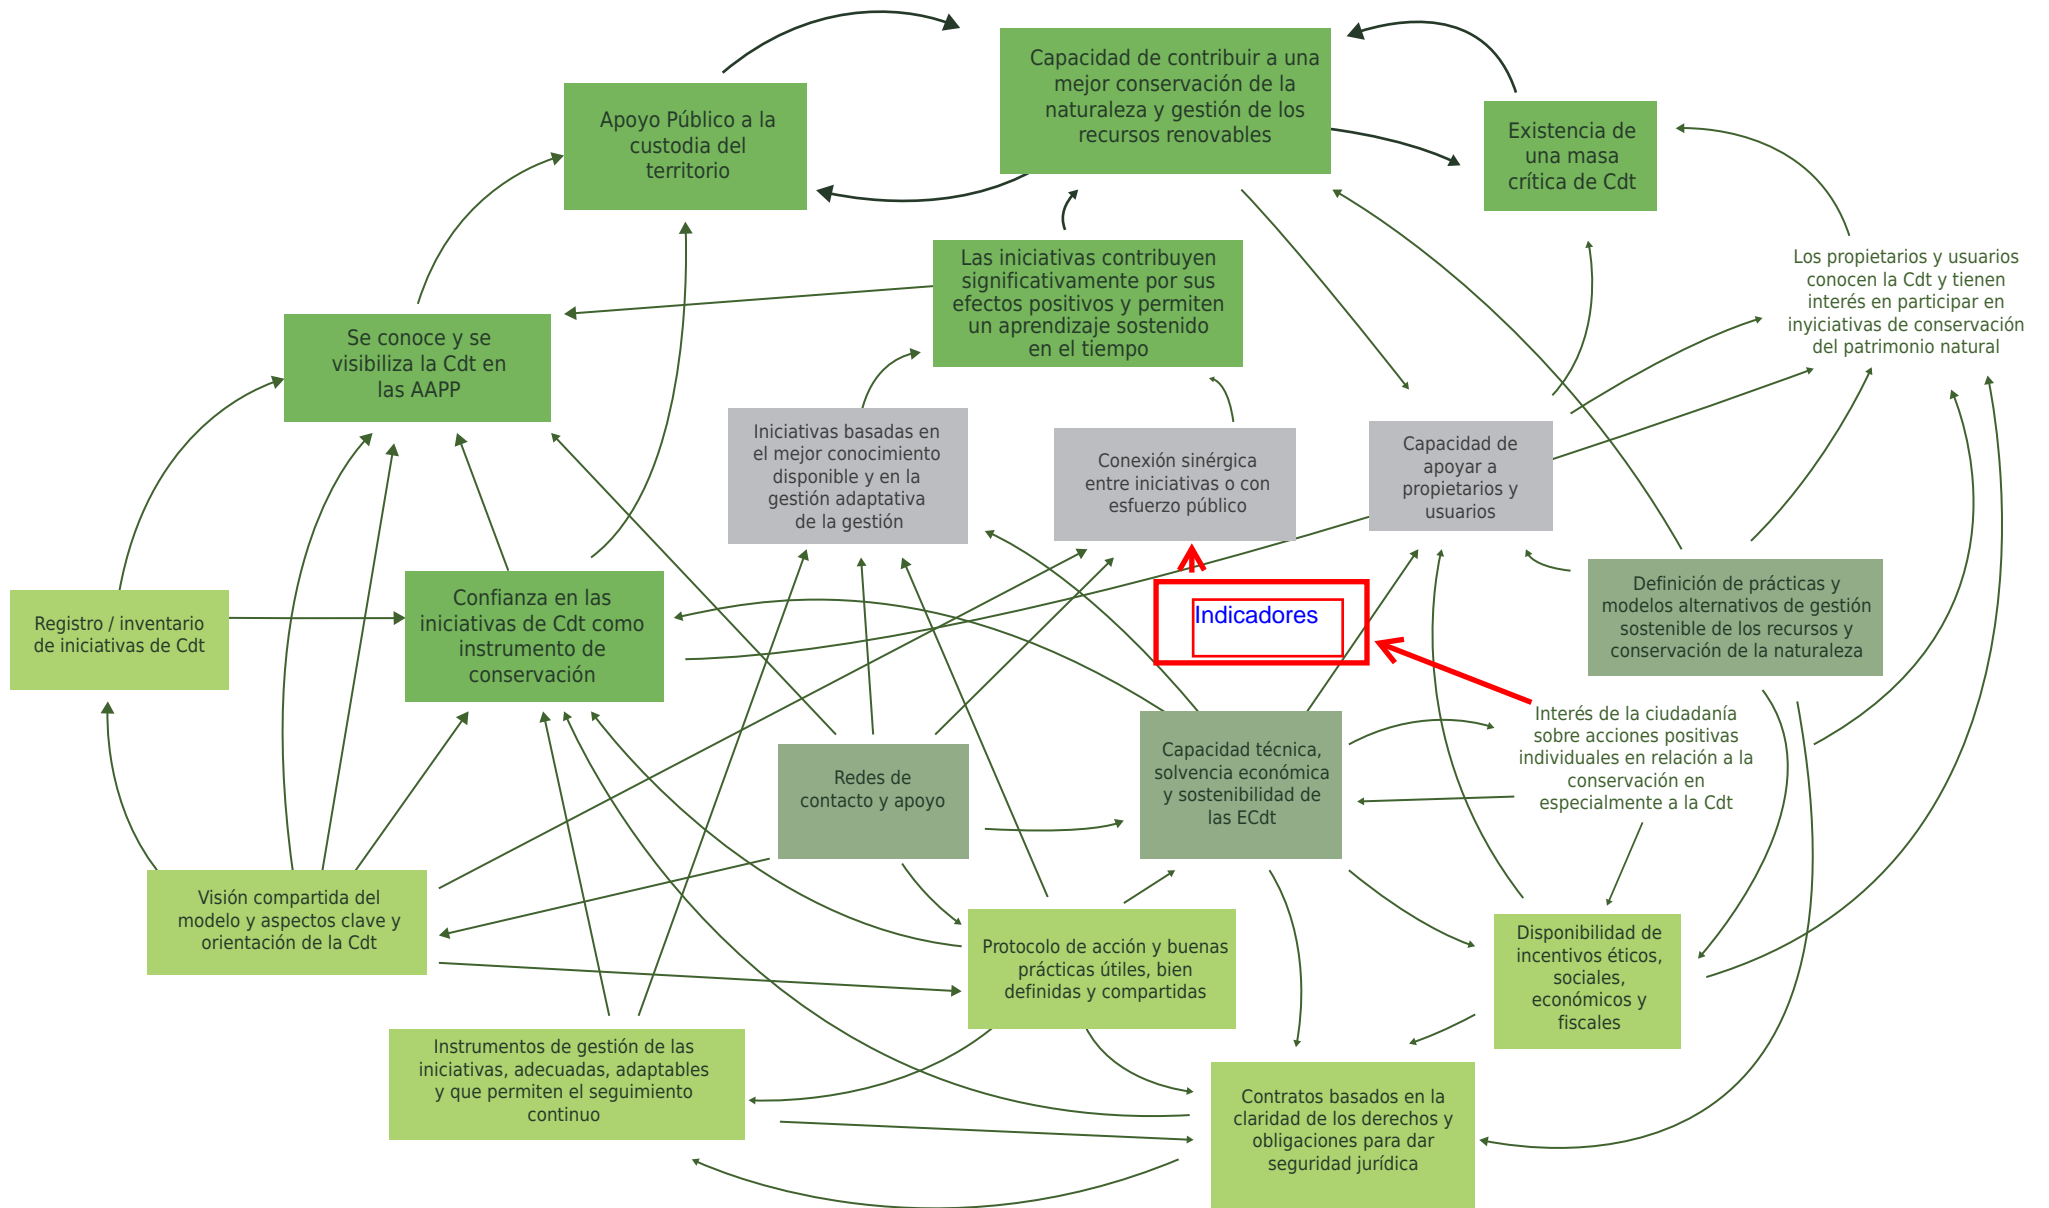 Capacidad de contribuir a una
mejor conservación de la
naturaleza y gestión de los
recursos renovables
Apoyo Público a la
custodia del
territorio
Existencia de
una masa
crítica de Cdt
Las iniciativas contribuyen
significativamente por sus
efectos positivos y permiten
un aprendizaje sostenido
en el tiempo
Los propietarios y usuarios
conocen la Cdt y tienen
interés en participar en
inyiciativas de conservación
del patrimonio natural
Se conoce y se
visibiliza la Cdt en
las AAPP
Iniciativas basadas en
el mejor conocimiento
disponible y en la
gestión adaptativa
de la gestión
Conexión sinérgica
entre iniciativas o con
esfuerzo público
Capacidad de
apoyar a
propietarios y
usuarios
Registro / inventario
de iniciativas de Cdt
Confianza en las
iniciativas de Cdt como
instrumento de
conservación
Indicadores
Definición de prácticas y
modelos alternativos de gestión
sostenible de los recursos y
conservación de la naturaleza
Redes de
contacto y apoyo
Capacidad técnica,
solvencia económica
y sostenibilidad de
las ECdt
Interés de la ciudadanía
sobre acciones positivas
individuales en relación a la
conservación en
especialmente a la Cdt
Visión compartida del
modelo y aspectos clave y
orientación de la Cdt
Protocolo de acción y buenas
prácticas útiles, bien
definidas y compartidas
Disponibilidad de
incentivos éticos,
sociales,
económicos y
fiscales
Instrumentos de gestión de las
iniciativas, adecuadas, adaptables
y que permiten el seguimiento
continuo
Contratos basados en la
claridad de los derechos y
obligaciones para dar
seguridad jurídica